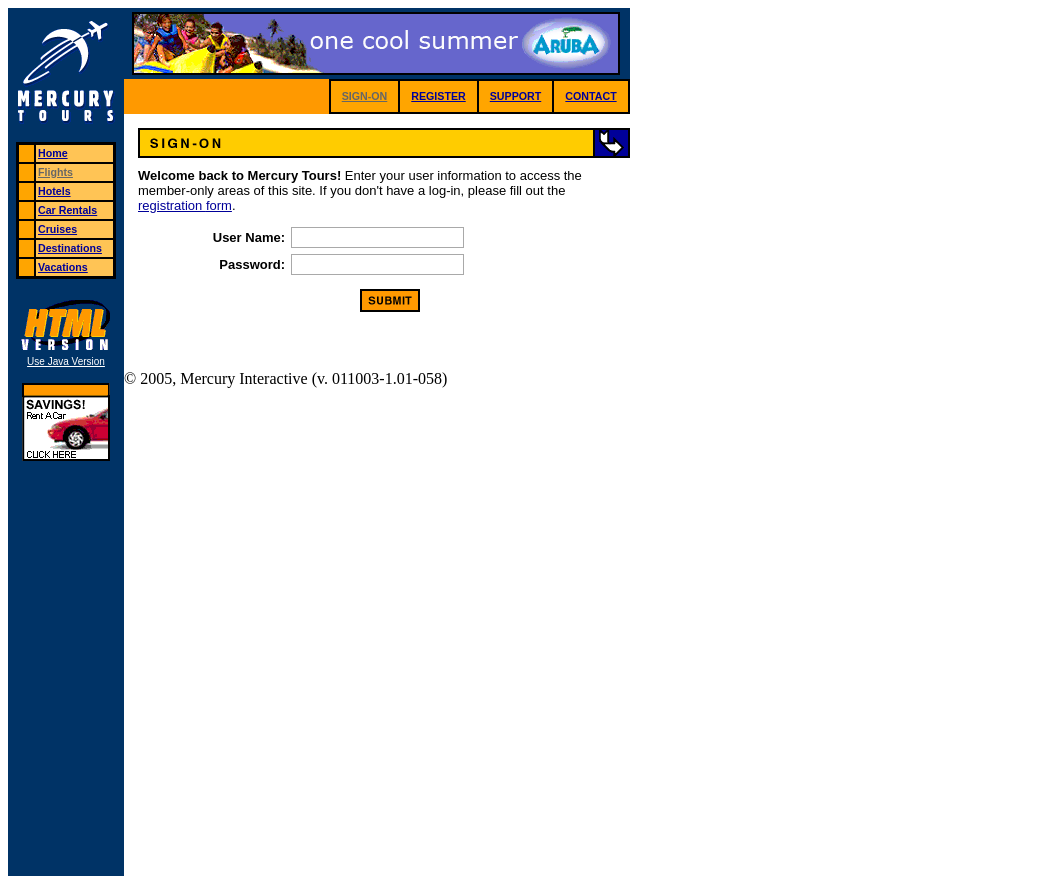 MERCURY
TOURS
one cool summer
ARUBA
SIGN-ON
REGISTER
SUPPORT
CONTACT
Home
Flights
Hotels
Car Rentals
Cruises
Destinations
Vacations
HTML
VERSION
Use Java Version
SAVINGS!
Rent A Car
CLICK HERE
SIGN-ON
Welcome back to Mercury Tours! Enter your user information to access the
member-only areas of this site. If you don't have a log-in, please fill out the
registration form.
User Name:
Password:
SUBMIT
© 2005, Mercury Interactive (v. 011003-1.01-058)